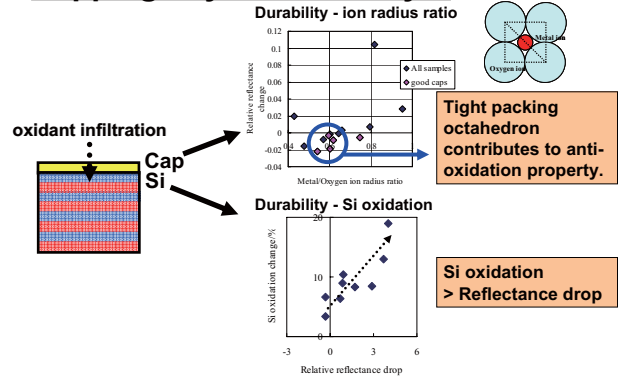 Durability - ion radius ratio
0.12
0.1
0.08
0.06
0.04
0.02
0
-0.02
-0.04
0.4
0.8
Relative reflectance
change
Metal/Oxygen ion radius ratio
All samples
good caps
Metal ion
Oxygen ion
Tight packing
octahedron
contributes to anti-
oxidation property.
oxidant infiltration
Cap
Si
Durability - Si oxidation
20
10
0
-3
0
3
6
Si oxidation change/%
Relative reflectance drop
Si oxidation
> Reflectance drop